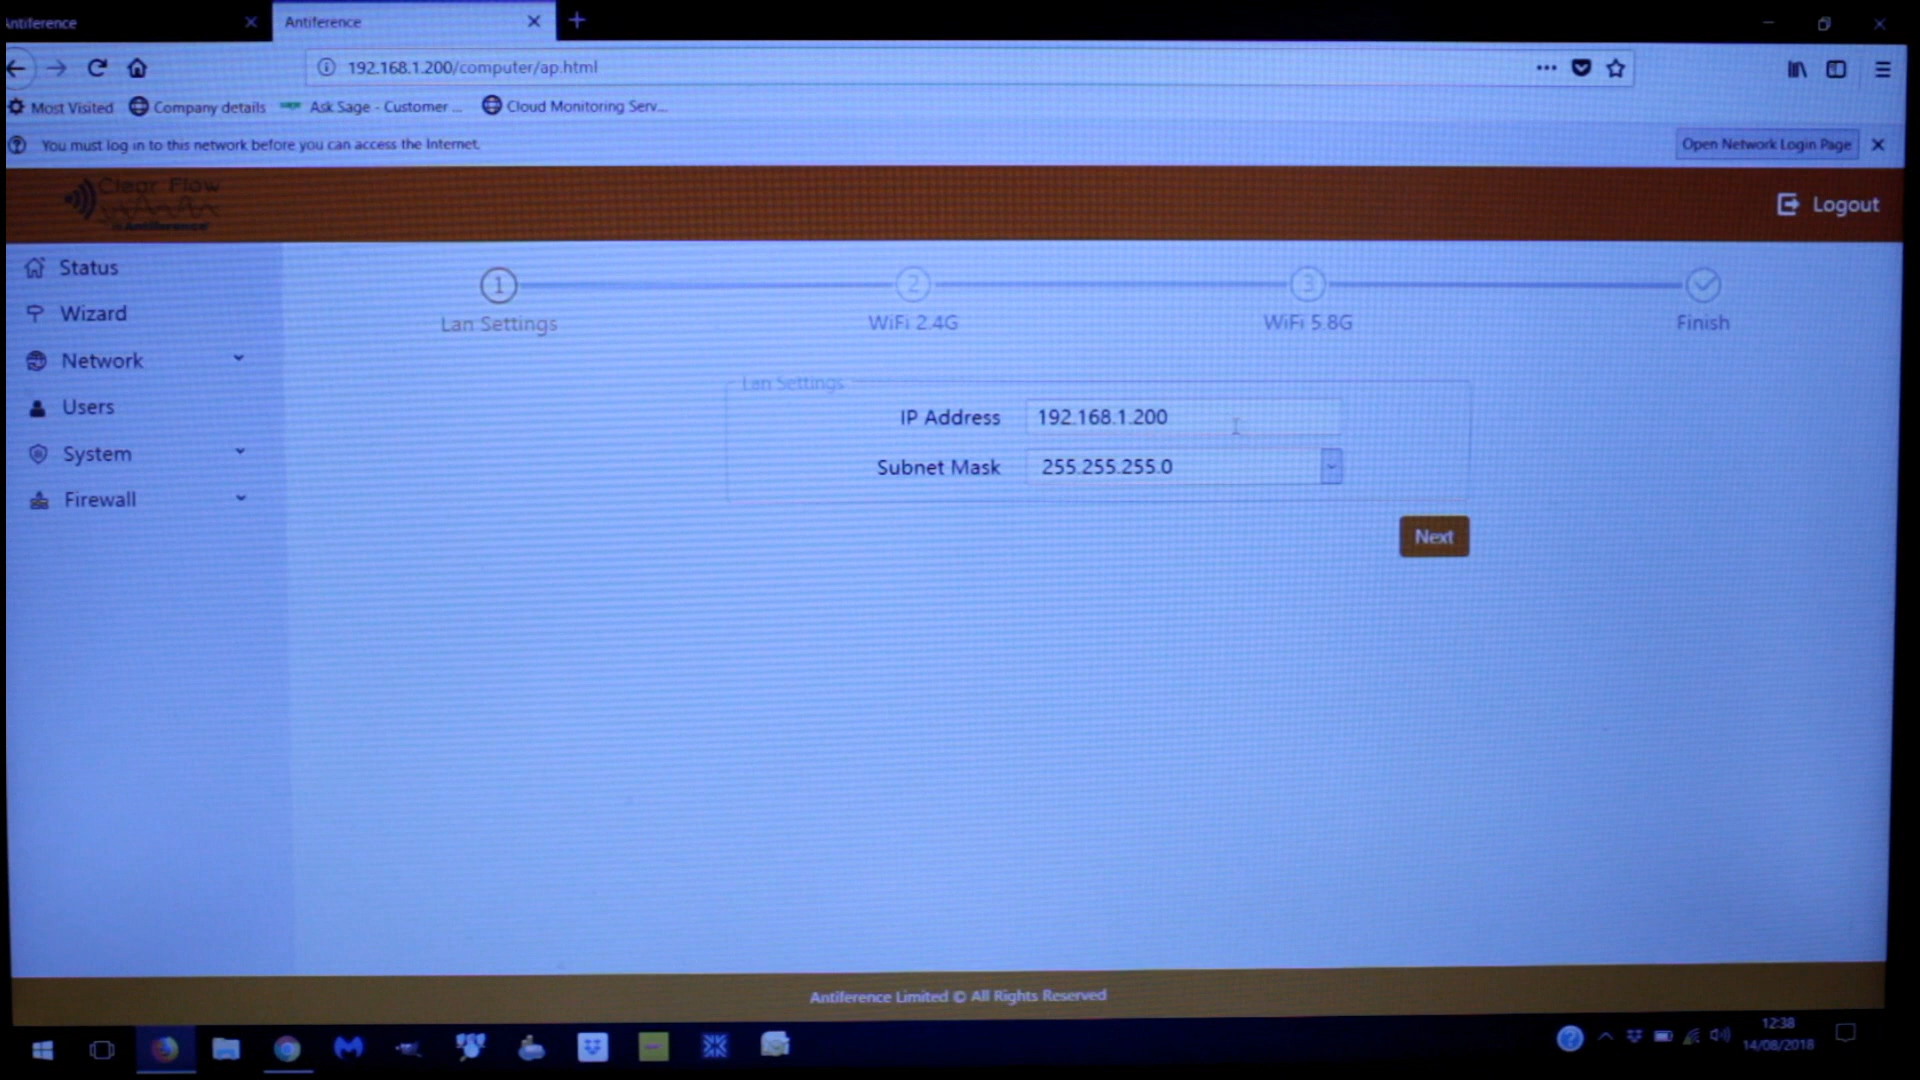 Antiference
Antiference
192.168.1.200/computer/ap.html
Most Visited
Company details
Ask Sage - Customer ...
Cloud Monitoring Serv...
You must log in to this network before you can access the Internet.
Open Network Login Page
Clear Flow
Antiference
Logout
Status
Wizard
Network
Users
System
Firewall
1
2
3
Lan Settings
WiFi 2.4G
WiFi 5.8G
Finish
Lan Settings
IP Address
192.168.1.200
Subnet Mask
255.255.255.0
Next
Antiference Limited © All Rights Reserved
12:38
14/08/2018